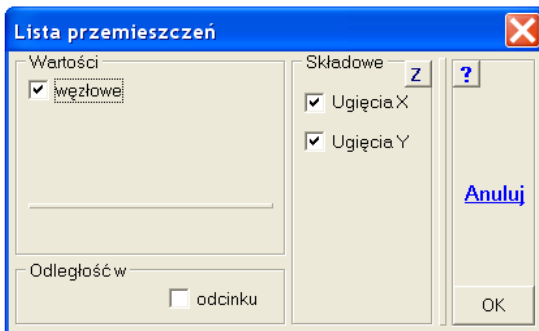 Lista przemieszczeń
Wartości
węzłowe
Składowe
Z
Ugięcia X
Ugięcia Y
?
Anuluj
Odległość w
odcinku
OK